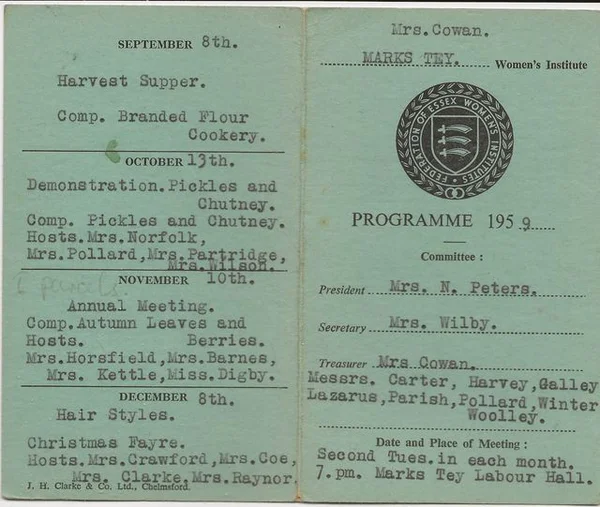 SEPTEMBER 8th.
Harvest Supper.
Comp. Branded Flour
Cookery.
OCTOBER 13th.
Demonstration.Pickles and
Chutney.
Comp. Pickles and Chutney.
Hosts.Mrs.Norfolk,
Mrs.Pollard,Mrs.Partridge,
Mrs.Wilson.
NOVEMBER 10th.
Annual Meeting.
Comp.Autumn Leaves and
Hosts. Berries.
Mrs.Horsfield,Mrs.Barnes,
Mrs. Kettle,Miss.Digby.
DECEMBER 8th.
Hair Styles.
Christmas Fayre.
Hosts.Mrs.Crawford,Mrs.Coe,
Mrs. Clarke.Mrs.Raynor
J. H. Clarke & Co. Ltd., Chelmsford.
Mrs.Cowan.
MARKS TEY. Women's Institute
FEDERATION OF ESSEX WOMEN'S INSTITUTES
PROGRAMME 1959
Committee :
President Mrs. N. Peters.
Secretary Mrs. Wilby.
Treasurer Mrs Cowan.
Messrs. Carter, Harvey,Galley
Lazarus,Parish,Pollard,Winter
Woolley.
Date and Place of Meeting :
Second Tues.in each month.
7.pm. Marks Tey Labour Hall.